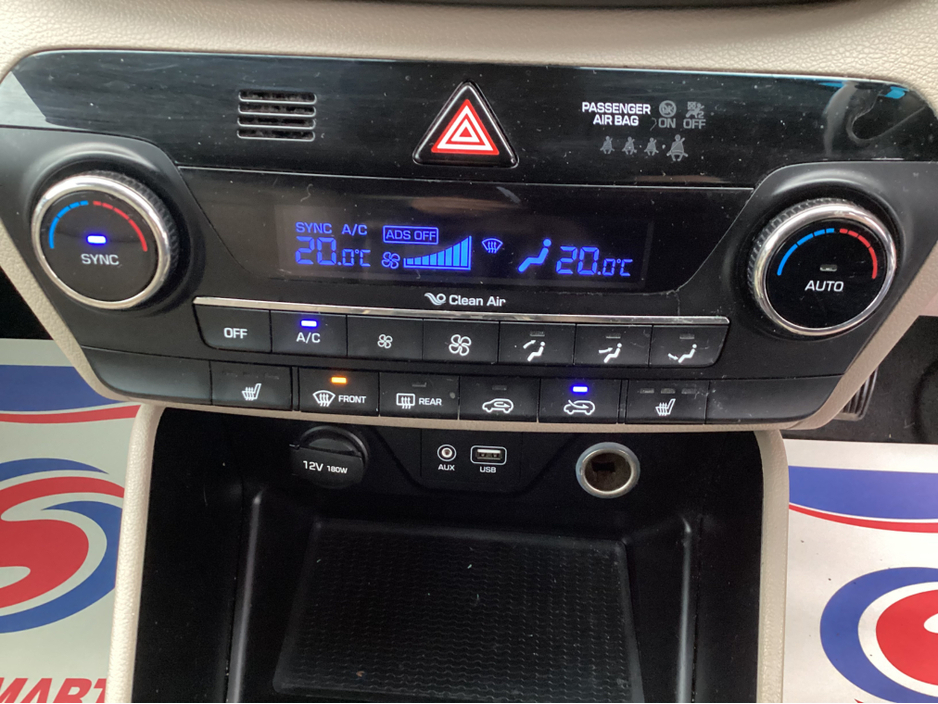 PASSENGER
AIR BAG
ON OFF
SYNC A/C ADS OFF
20.0°C
20.0°C
SYNC
AUTO
Clean Air
OFF
A/C
FRONT
REAR
12V 180W
AUX
USB
MART